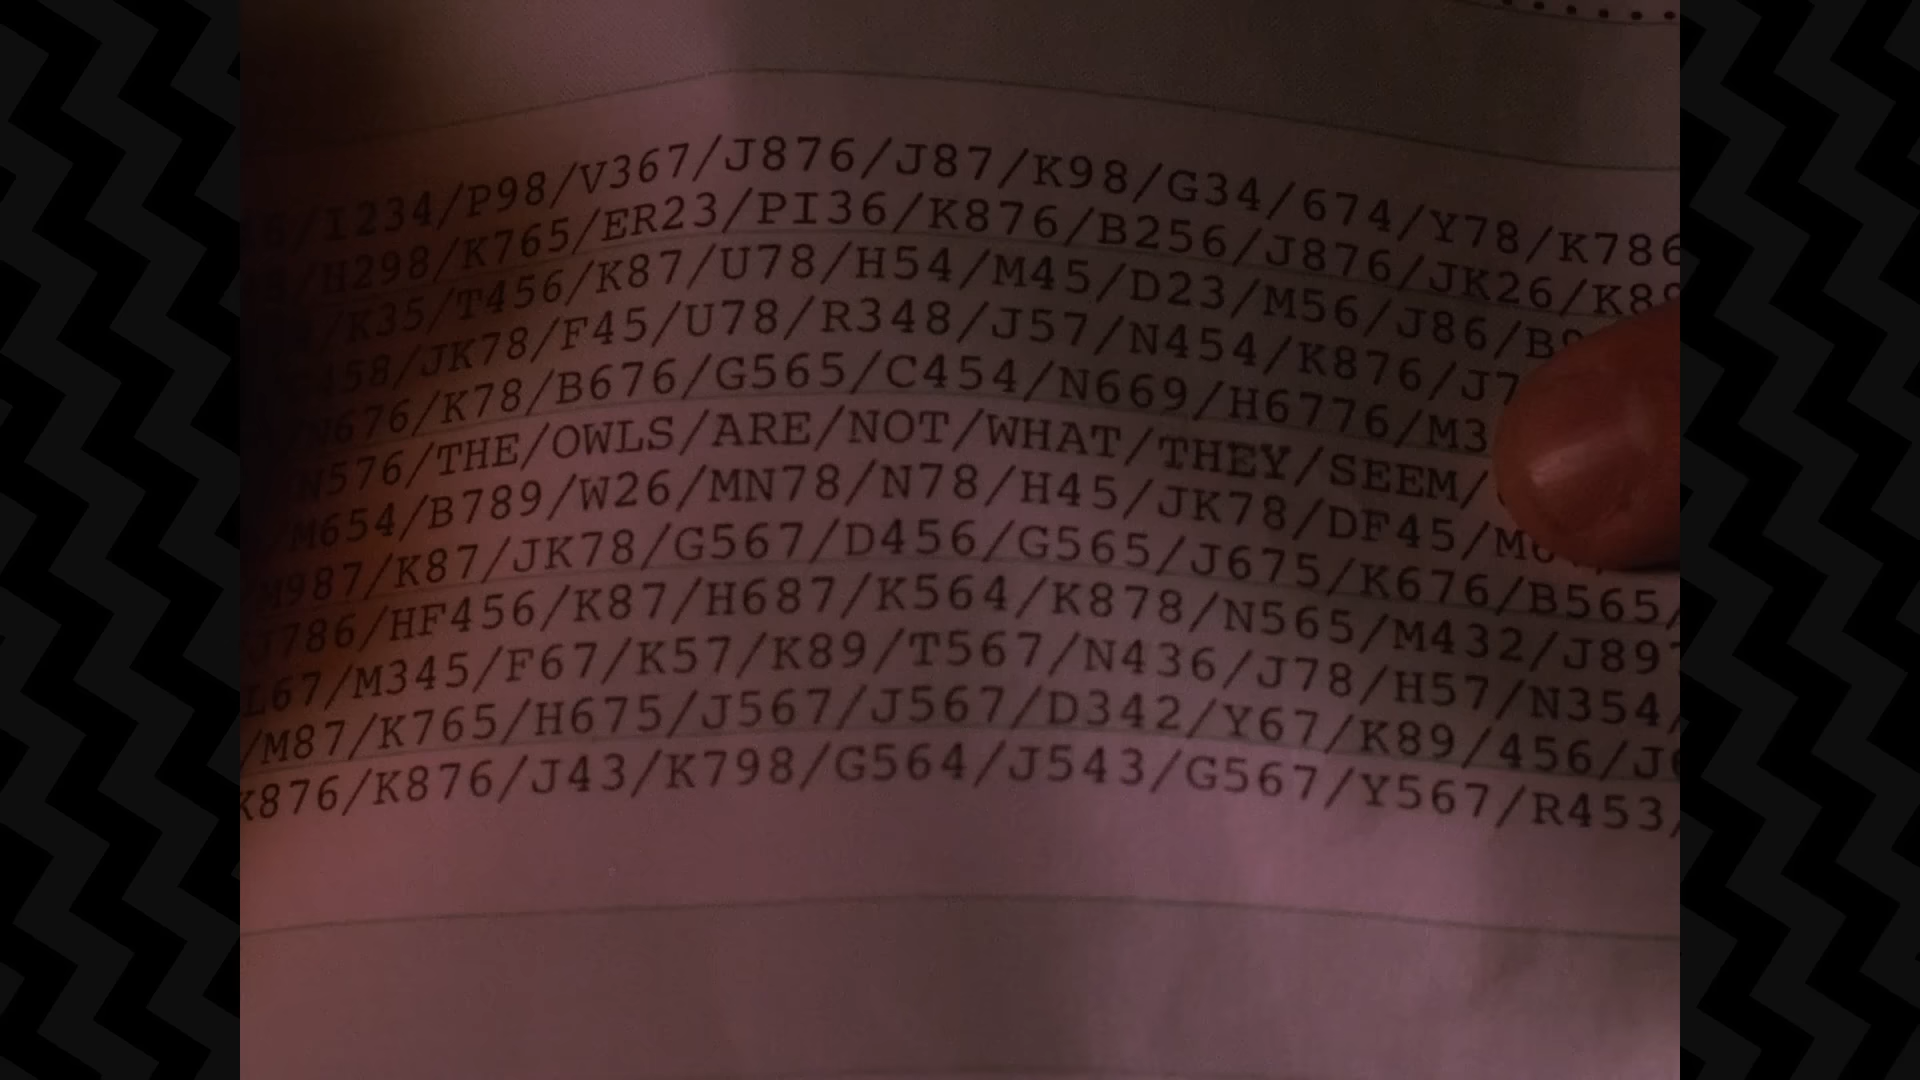 /I234/P98/V367/J876/J87/K98/G34/674/Y78/K786
/H298/K765/ER23/PI36/K876/B256/J876/JK26/K88
/K35/T456/K87/U78/H54/M45/D23/M56/J86/
/JK78/F45/U78/R348/J57/N454/K876/J7
N676/K78/B676/G565/C454/N669/H6776/M3
N576/THE/OWLS/ARE/NOT/WHAT/THEY/SEEM/
/M654/B789/W26/MN78/N78/H45/JK78/DF45/
/M987/K87/JK78/G567/D456/G565/J675/K676/B565/
J786/HF456/K87/H687/K564/K878/N565/M432/J897
L67/M345/F67/K57/K89/T567/N436/J78/H57/N354/
/M87/K765/H675/J567/J567/D342/Y67/K89/456/J6
K876/K876/J43/K798/G564/J543/G567/Y567/R453/